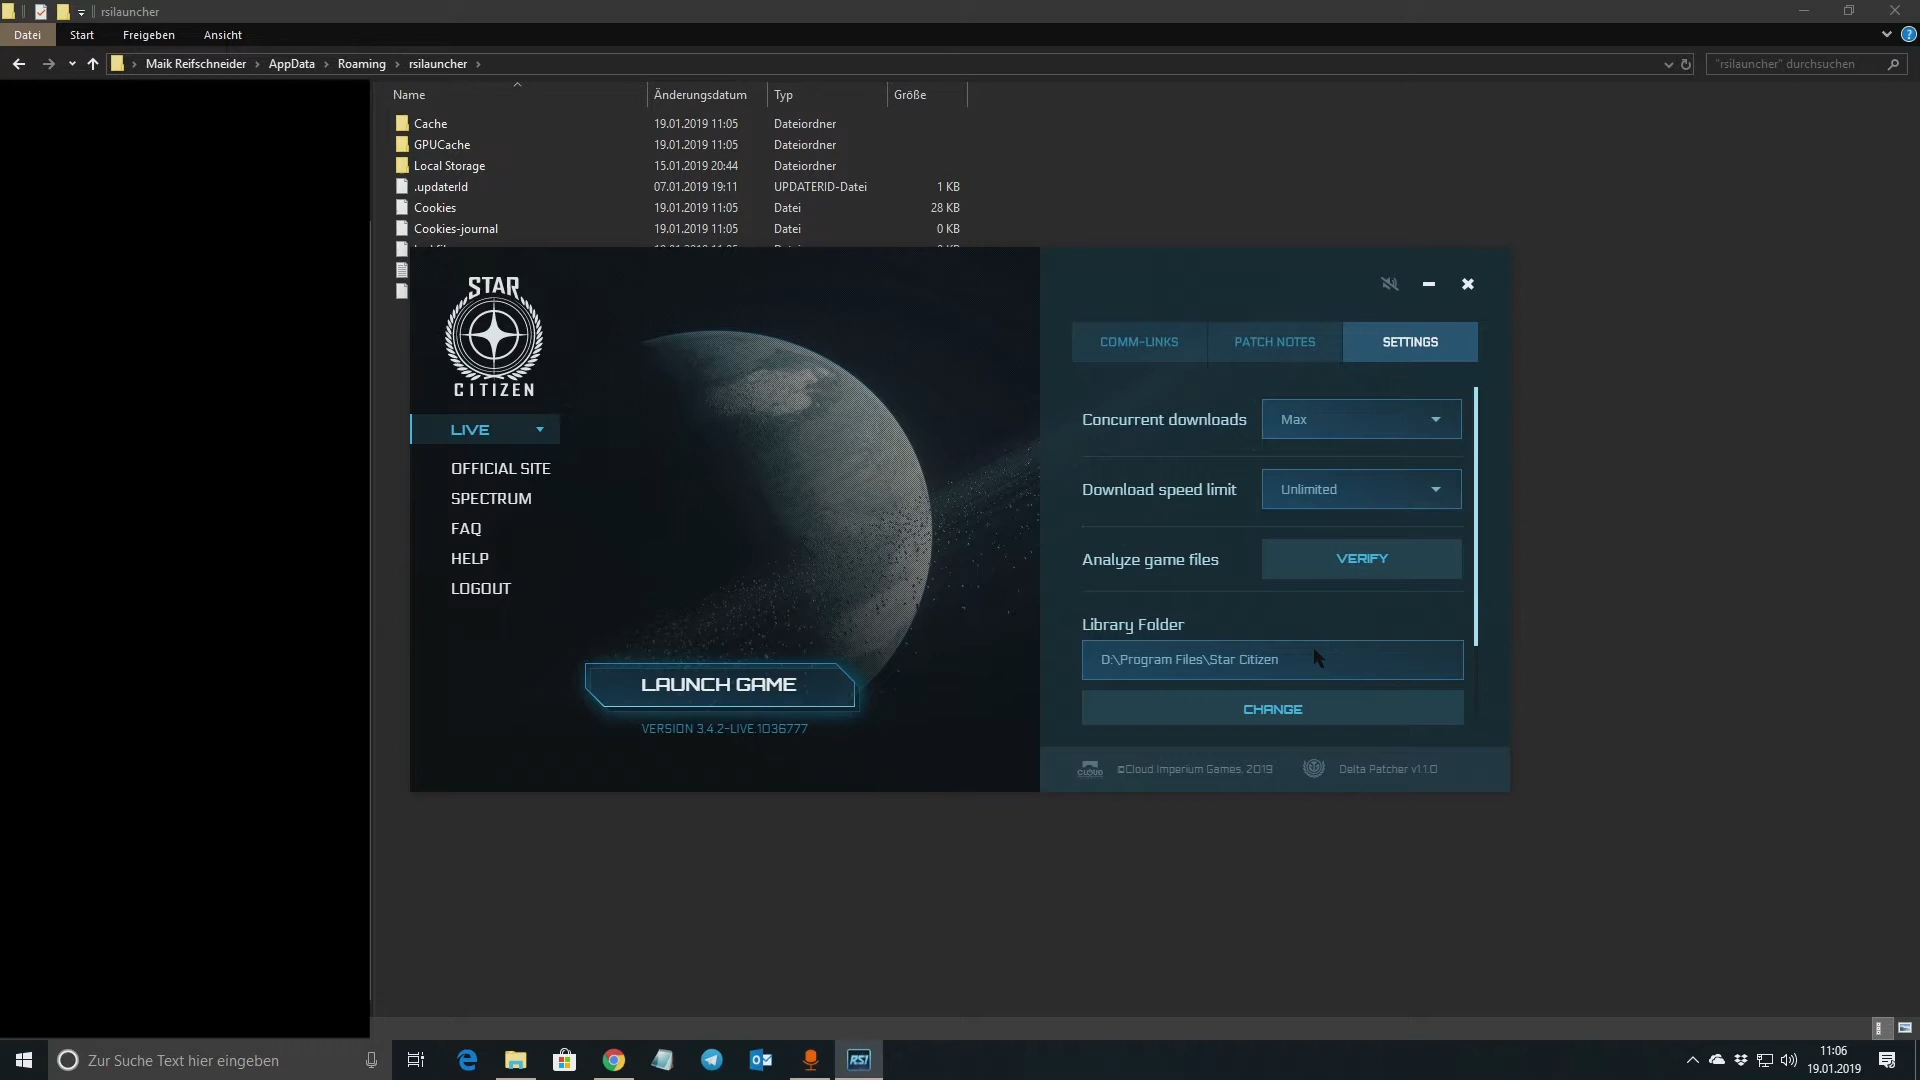 rsilauncher
Datei Start Freigeben Ansicht
Maik Reifschneider AppData Roaming rsilauncher
"rsilauncher" durchsuchen
Name Änderungsdatum Typ Größe
Cache 19.01.2019 11:05 Dateiordner
GPUCache 19.01.2019 11:05 Dateiordner
Local Storage 15.01.2019 20:44 Dateiordner
.updaterId 07.01.2019 19:11 UPDATERID-Datei 1 KB
Cookies 19.01.2019 11:05 Datei 28 KB
Cookies-journal 19.01.2019 11:05 Datei 0 KB
STAR
CITIZEN
LIVE
OFFICIAL SITE
SPECTRUM
FAQ
HELP
LOGOUT
LAUNCH GAME
VERSION 3.4.2-LIVE.1036777
COMM-LINKS PATCH NOTES SETTINGS
Concurrent downloads Max
Download speed limit Unlimited
Analyze game files VERIFY
Library Folder
D:\Program Files\Star Citizen
CHANGE
CLOUD ©Cloud Imperium Games, 2019 Delta Patcher v1.1.0
Zur Suche Text hier eingeben
RSI
11:06
19.01.2019